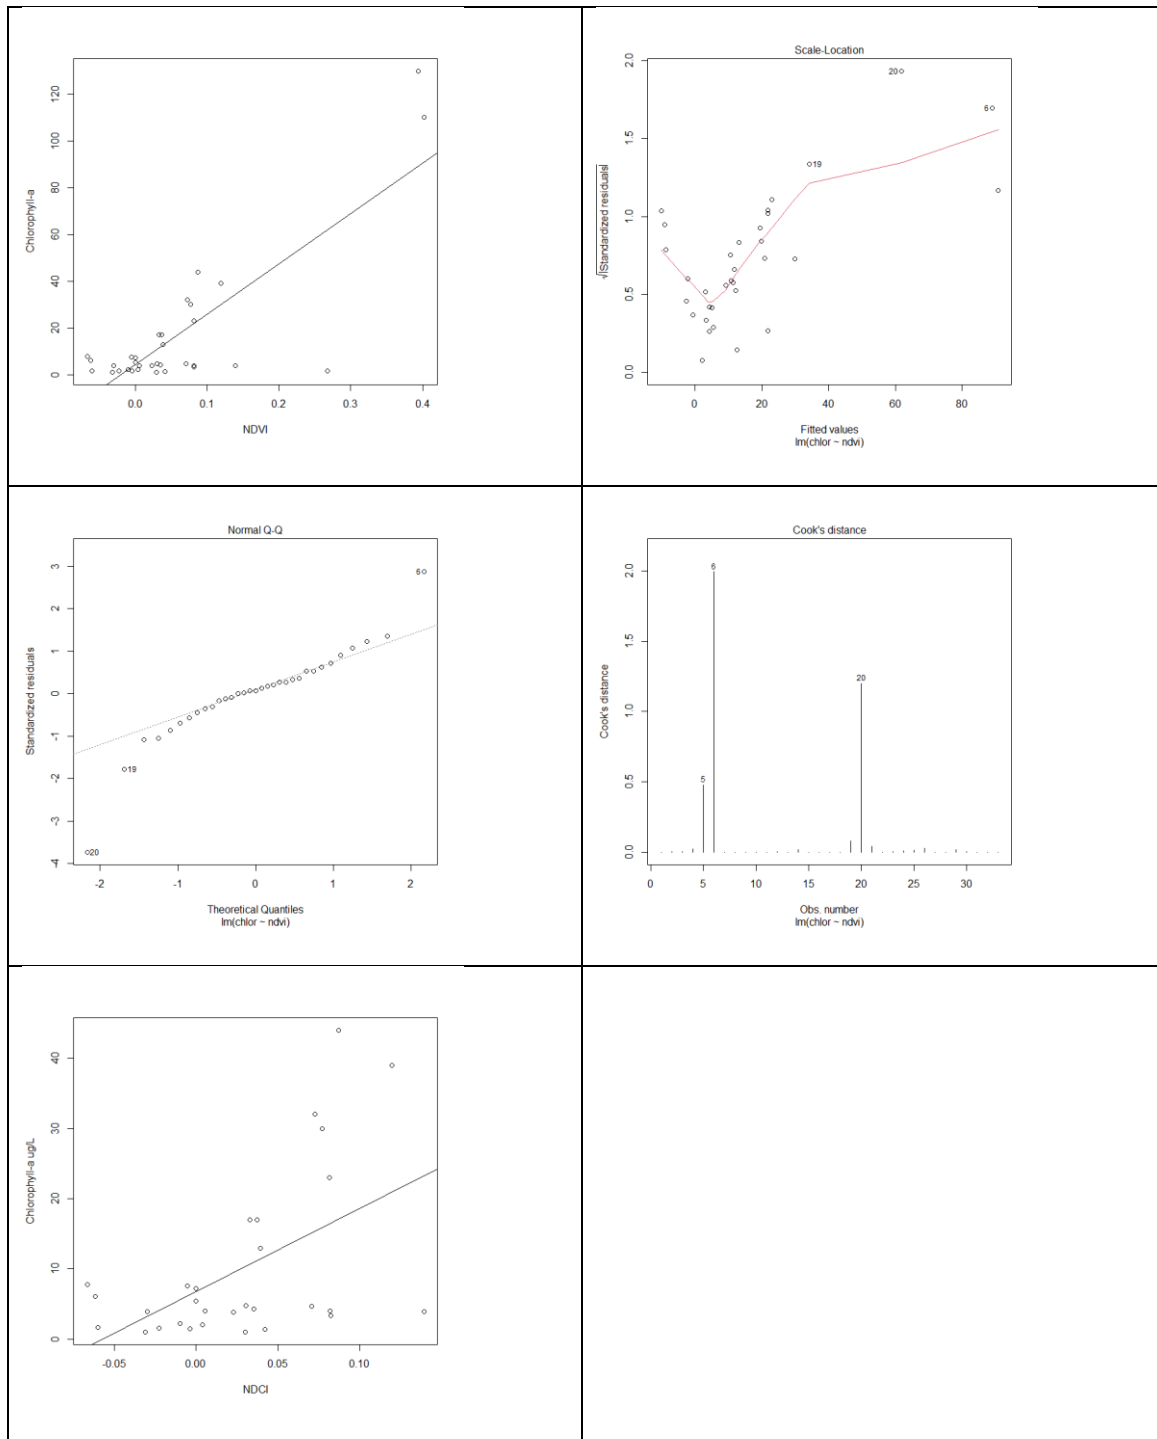 Chlorophyll-a
120
100
80
60
40
20
0
0.0 0.1 0.2 0.3 0.4
NDVI
Scale-Location
√|Standardized residuals|
2.0
1.5
1.0
0.5
0.0
20
6
19
0 20 40 60 80
Fitted values
lm(chlor ~ ndvi)
Normal Q-Q
Standardized residuals
3
2
1
0
-1
-2
-3
-4
6
19
20
-2 -1 0 1 2
Theoretical Quantiles
lm(chlor ~ ndvi)
Cook's distance
Cook's distance
2.0
1.5
1.0
0.5
0.0
6
20
5
0 5 10 15 20 25 30
Obs. number
lm(chlor ~ ndvi)
Chlorophyll-a ug/L
40
30
20
10
0
-0.05 0.00 0.05 0.10
NDCI